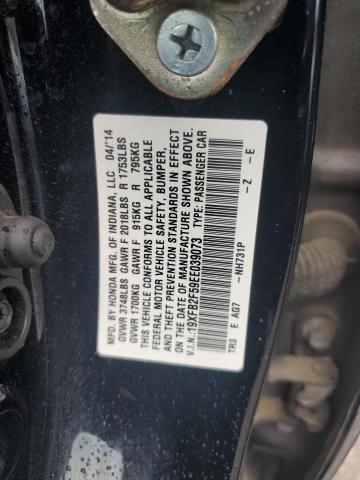 MFD. BY HONDA MFG. OF INDIANA, LLC 04/'14
GVWR 3748LBS GAWR F 2018LBS R 1753LBS
GVWR 1700KG GAWR F 915KG R 795KG
THIS VEHICLE CONFORMS TO ALL APPLICABLE
FEDERAL MOTOR VEHICLE SAFETY, BUMPER,
AND THEFT PREVENTION STANDARDS IN EFFECT
ON THE DATE OF MANUFACTURE SHOWN ABOVE.
V.I.N.: 19XFB2F59EE039073 TYPE: PASSENGER CAR
NH731P - Z - E
TR3 E AG7